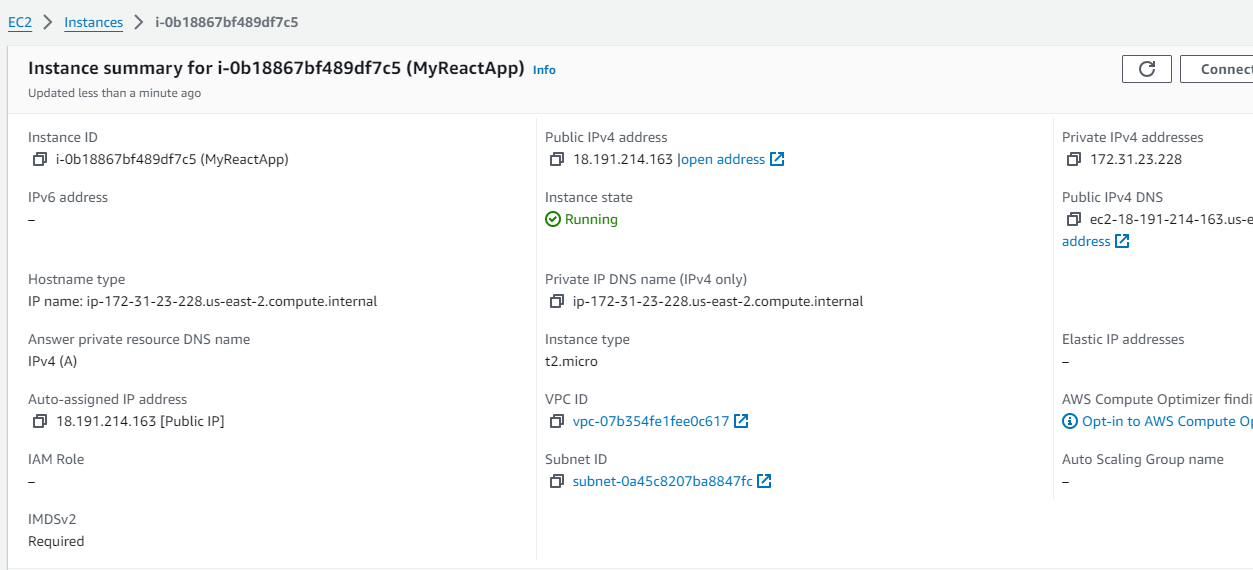 EC2 > Instances > i-0b18867bf489df7c5
Instance summary for i-0b18867bf489df7c5 (MyReactApp) Info
Connect
Updated less than a minute ago
Instance ID
i-0b18867bf489df7c5 (MyReactApp)
Public IPv4 address
18.191.214.163 |open address
Private IPv4 addresses
172.31.23.228
IPv6 address
–
Instance state
Running
Public IPv4 DNS
ec2-18-191-214-163.us-e
address
Hostname type
IP name: ip-172-31-23-228.us-east-2.compute.internal
Private IP DNS name (IPv4 only)
ip-172-31-23-228.us-east-2.compute.internal
Answer private resource DNS name
IPv4 (A)
Instance type
t2.micro
Elastic IP addresses
–
Auto-assigned IP address
18.191.214.163 [Public IP]
VPC ID
vpc-07b354fe1fee0c617
AWS Compute Optimizer findi
Opt-in to AWS Compute Op
IAM Role
–
Subnet ID
subnet-0a45c8207ba8847fc
Auto Scaling Group name
–
IMDSv2
Required